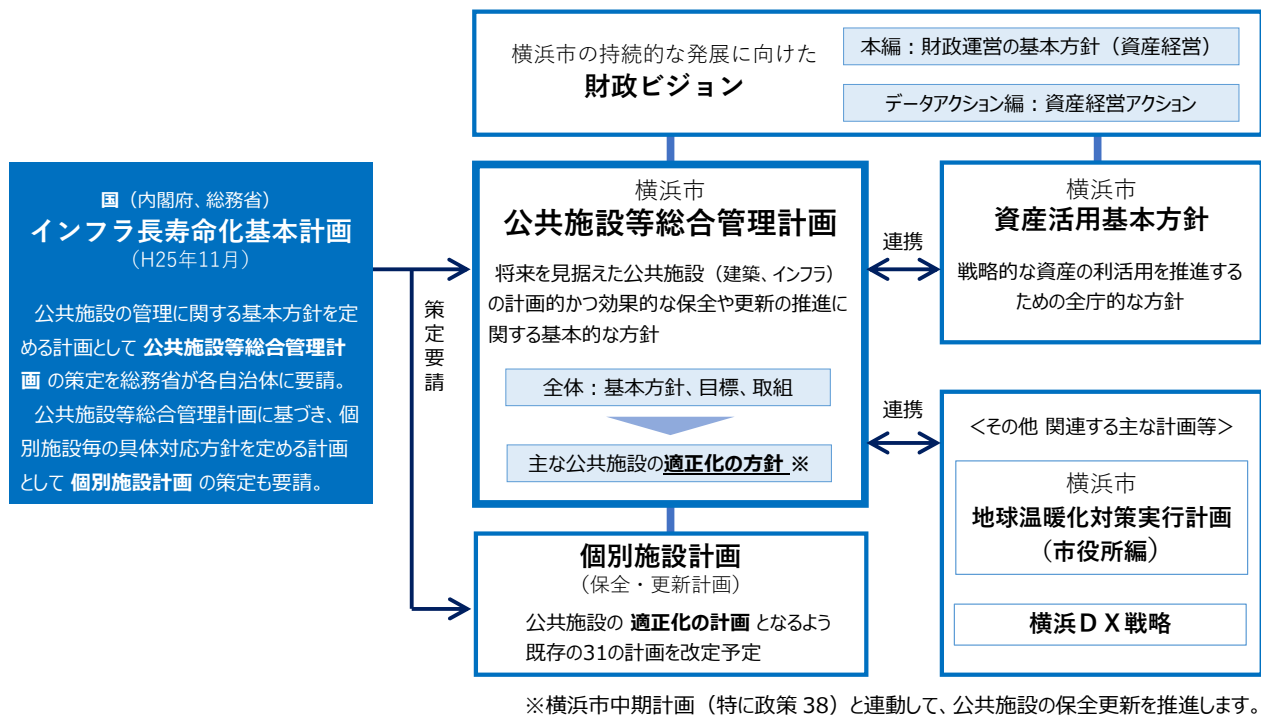 横浜市の持続的な発展に向けた
財政ビジョン
本編：財政運営の基本方針（資産経営）
データアクション編：資産経営アクション
国（内閣府、総務省）
インフラ長寿命化基本計画
（H25年11月）
公共施設の管理に関する基本方針を定
める計画として 公共施設等総合管理計
画 の策定を総務省が各自治体に要請。
公共施設等総合管理計画に基づき、個
別施設毎の具体対応方針を定める計画
として 個別施設計画 の策定も要請。
策定要請
横浜市
公共施設等総合管理計画
将来を見据えた公共施設（建築、インフラ）
の計画的かつ効果的な保全や更新の推進に
関する基本的な方針
全体：基本方針、目標、取組
主な公共施設の適正化の方針 ※
連携
横浜市
資産活用基本方針
戦略的な資産の利活用を推進する
ための全庁的な方針
連携
＜その他 関連する主な計画等＞
横浜市
地球温暖化対策実行計画
（市役所編）
横浜ＤＸ戦略
個別施設計画
（保全・更新計画）
公共施設の 適正化の計画 となるよう
既存の31の計画を改定予定
※横浜市中期計画（特に政策 38）と連動して、公共施設の保全更新を推進します。